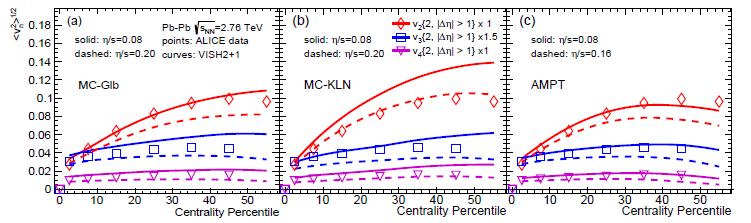 (a)
Pb-Pb √sNN=2.76 TeV
solid: η/s=0.08
points: ALICE data
dashed: η/s=0.20
curves: VISH2+1
MC-Glb
<v_n^2>^1/2
0.18
0.16
0.14
0.12
0.1
0.08
0.06
0.04
0.02
0
0 10 20 30 40 50
Centrality Percentile
(b)
v2{2, |Δη| > 1} x 1
v3{2, |Δη| > 1} x1.5
v4{2, |Δη| > 1} x1
solid: η/s=0.08
dashed: η/s=0.20
MC-KLN
0 10 20 30 40 50
Centrality Percentile
(c)
solid: η/s=0.08
dashed: η/s=0.16
AMPT
0 10 20 30 40 50
Centrality Percentile